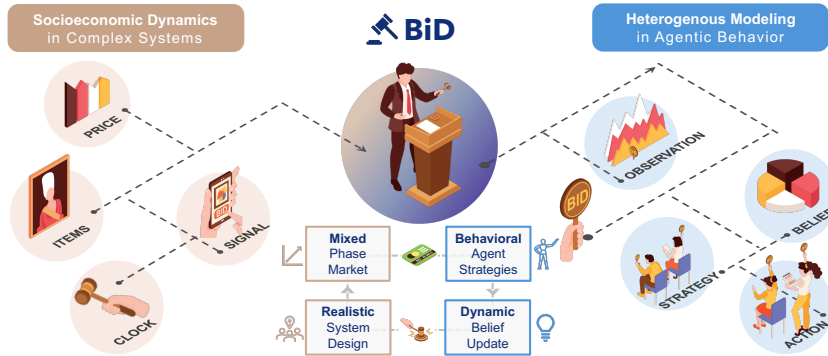 Socioeconomic Dynamics
in Complex Systems
BiD
Heterogenous Modeling
in Agentic Behavior
PRICE
ITEMS
SIGNAL
BID
CLOCK
OBSERVATION
BID
BELIEF
STRATEGY
ACTION
Mixed
Phase
Market
Behavioral
Agent
Strategies
Realistic
System
Design
Dynamic
Belief
Update